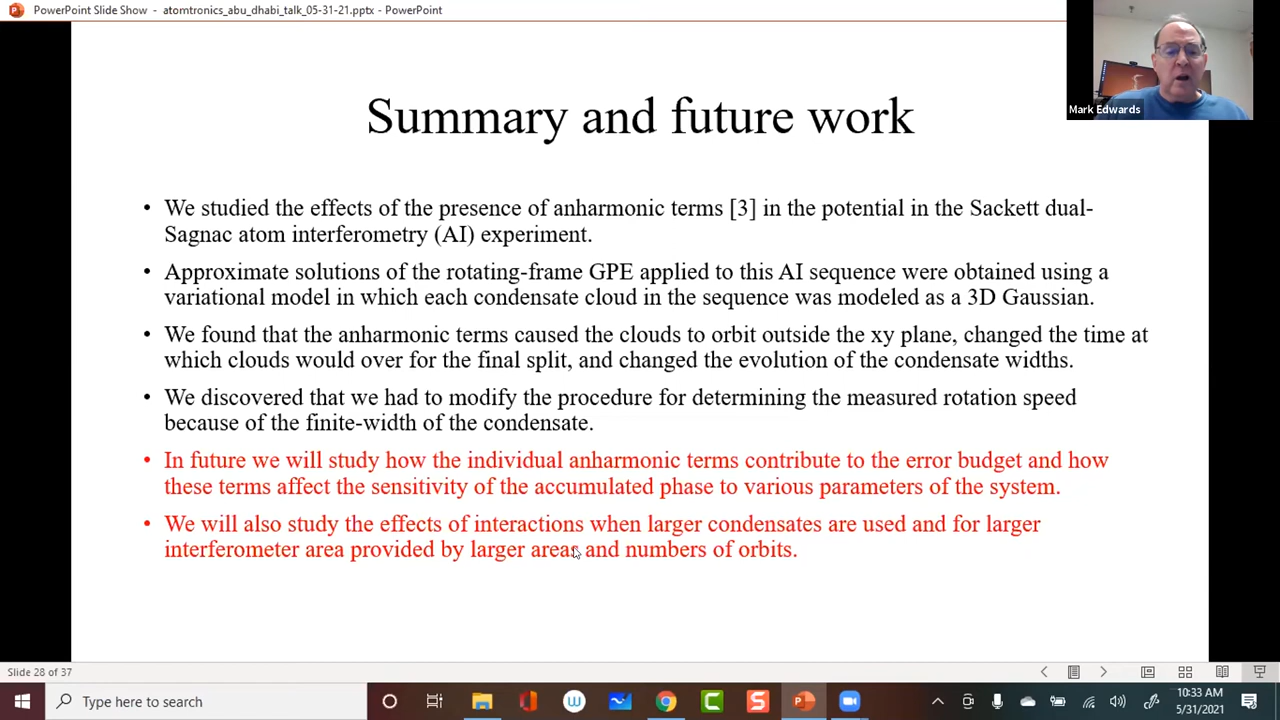 PowerPoint Slide Show - atomtronics_abu_dhabi_talk_05-31-21.pptx - PowerPoint
Mark Edwards
Summary and future work
• We studied the effects of the presence of anharmonic terms [3] in the potential in the Sackett dual-
Sagnac atom interferometry (AI) experiment.
• Approximate solutions of the rotating-frame GPE applied to this AI sequence were obtained using a
variational model in which each condensate cloud in the sequence was modeled as a 3D Gaussian.
• We found that the anharmonic terms caused the clouds to orbit outside the xy plane, changed the time at
which clouds would over for the final split, and changed the evolution of the condensate widths.
• We discovered that we had to modify the procedure for determining the measured rotation speed
because of the finite-width of the condensate.
• In future we will study how the individual anharmonic terms contribute to the error budget and how
these terms affect the sensitivity of the accumulated phase to various parameters of the system.
• We will also study the effects of interactions when larger condensates are used and for larger
interferometer area provided by larger areas and numbers of orbits.
Slide 28 of 37
Type here to search
10:33 AM
5/31/2021